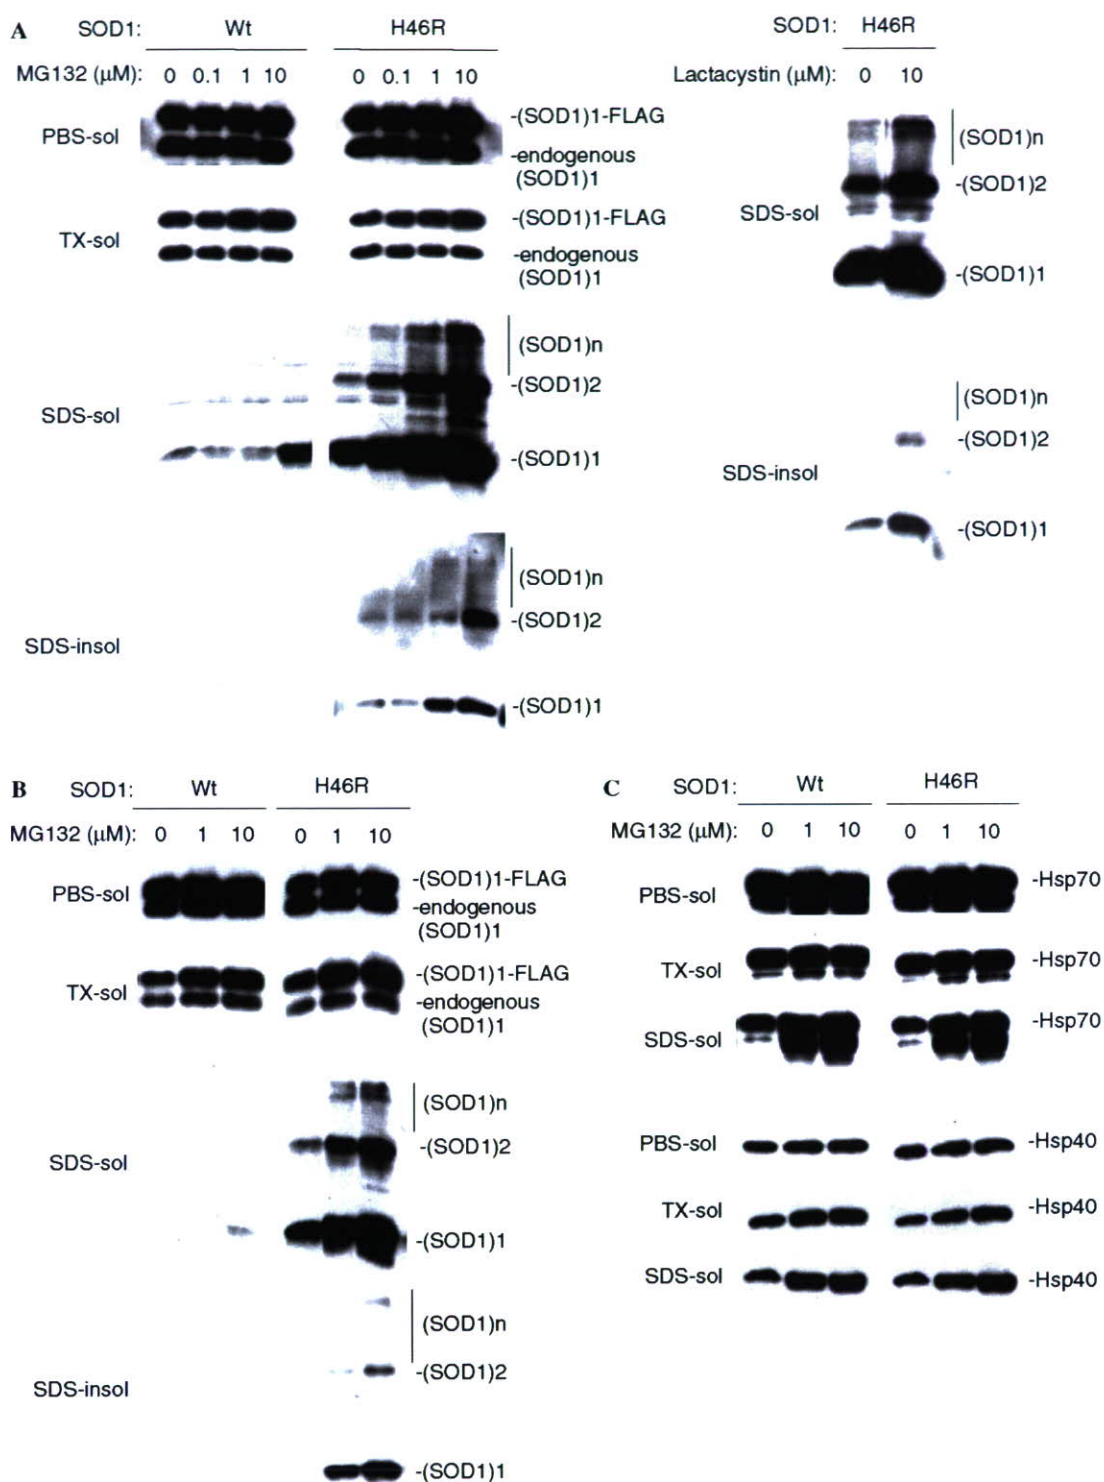 A SOD1: Wt H46R
MG132 (μM): 0 0.1 1 10 0 0.1 1 10
PBS-sol
-(SOD1)1-FLAG
-endogenous
(SOD1)1
TX-sol
-(SOD1)1-FLAG
-endogenous
(SOD1)1
SDS-sol
(SOD1)n
-(SOD1)2
-(SOD1)1
SDS-insol
(SOD1)n
-(SOD1)2
-(SOD1)1
SOD1: H46R
Lactacystin (μM): 0 10
SDS-sol
(SOD1)n
-(SOD1)2
-(SOD1)1
SDS-insol
(SOD1)n
-(SOD1)2
-(SOD1)1
B SOD1: Wt H46R
MG132 (μM): 0 1 10 0 1 10
PBS-sol
-(SOD1)1-FLAG
-endogenous
(SOD1)1
TX-sol
-(SOD1)1-FLAG
-endogenous
(SOD1)1
SDS-sol
(SOD1)n
-(SOD1)2
-(SOD1)1
SDS-insol
(SOD1)n
-(SOD1)2
-(SOD1)1
C SOD1: Wt H46R
MG132 (μM): 0 1 10 0 1 10
PBS-sol -Hsp70
TX-sol -Hsp70
SDS-sol -Hsp70
PBS-sol -Hsp40
TX-sol -Hsp40
SDS-sol -Hsp40